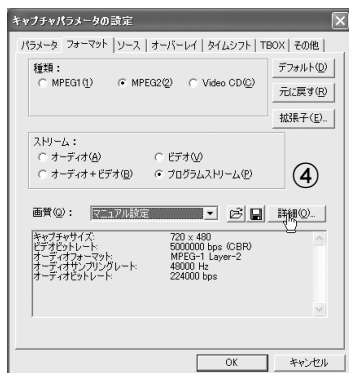 キャプチャパラメータの設定
パラメータ フォーマット ソース オーバーレイ タイムシフト TBOX その他
種類：
MPEG1(1) MPEG2(2) Video CD(C)
デフォルト(D)
元に戻す(R)
拡張子(E)..
ストリーム：
オーディオ(A) ビデオ(V)
オーディオ+ビデオ(B) プログラムストリーム(P)
④
画質(Q)： マニュアル設定 詳細(O)...
キャプチャサイズ: 720 x 480
ビデオビットレート: 5000000 bps (CBR)
オーディオフォーマット: MPEG-1 Layer-2
オーディオサンプリングレート: 48000 Hz
オーディオビットレート: 224000 bps
OK キャンセル